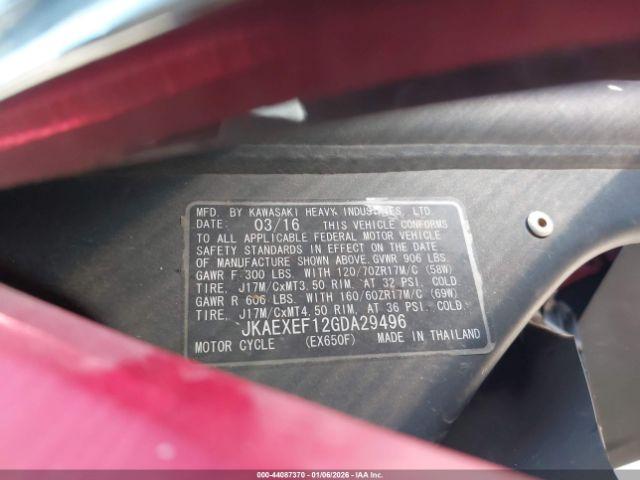 MFD. BY KAWASAKI HEAVY INDUSTRIES, LTD.
DATE: 03/16 THIS VEHICLE CONFORMS
TO ALL APPLICABLE FEDERAL MOTOR VEHICLE
SAFETY STANDARDS IN EFFECT ON THE DATE
OF MANUFACTURE SHOWN ABOVE. GVWR 906 LBS.
GAWR F 300 LBS. WITH 120/70ZR17M/C (58W)
TIRE, J17M/CxMT3.50 RIM. AT 32 PSI. COLD.
GAWR R 606 LBS. WITH 160/60ZR17M/C (69W)
TIRE, J17M/CxMT4.50 RIM. AT 36 PSI. COLD.
JKAEXEF12GDA29496
MOTOR CYCLE (EX650F) MADE IN THAILAND
000-44087370 - 01/06/2026 - IAA Inc.